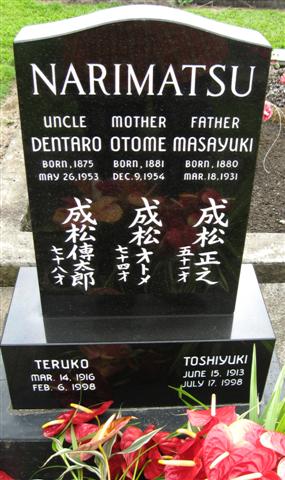 NARIMATSU
UNCLE MOTHER FATHER
DENTARO OTOME MASAYUKI
BORN, 1875 BORN, 1881 BORN, 1880
MAY 26, 1953 DEC. 9, 1954 MAR. 18, 1931
成松正之
五十一才
成松オトメ
七十四才
成松傳太郎
七十八才
TERUKO TOSHIYUKI
MAR. 14, 1916 JUNE 15, 1913
FEB. 6, 1998 JULY 17, 1998